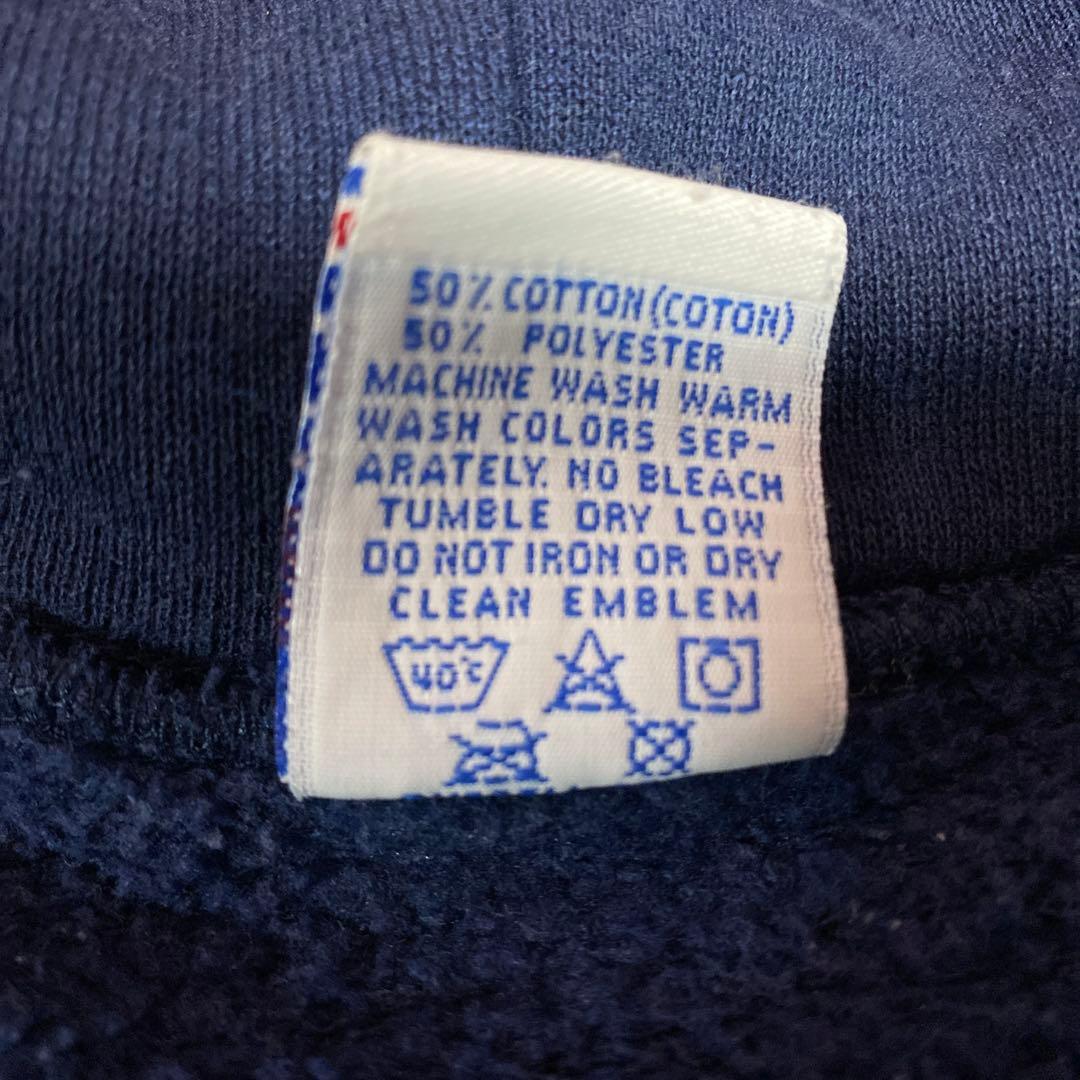 50% COTTON (COTON)
50% POLYESTER
MACHINE WASH WARM
WASH COLORS SEP-
ARATELY. NO BLEACH
TUMBLE DRY LOW
DO NOT IRON OR DRY
CLEAN EMBLEM
40°C